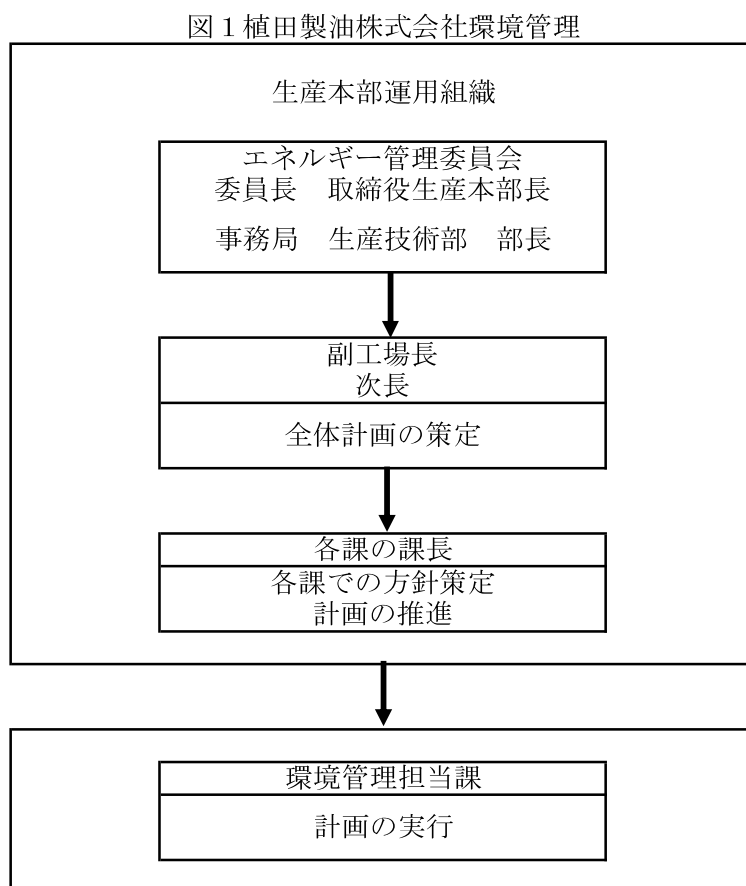 図１植田製油株式会社環境管理
生産本部運用組織
エネルギー管理委員会
委員長　取締役生産本部長
事務局　生産技術部　部長
副工場長
次長
全体計画の策定
各課の課長
各課での方針策定
計画の推進
環境管理担当課
計画の実行